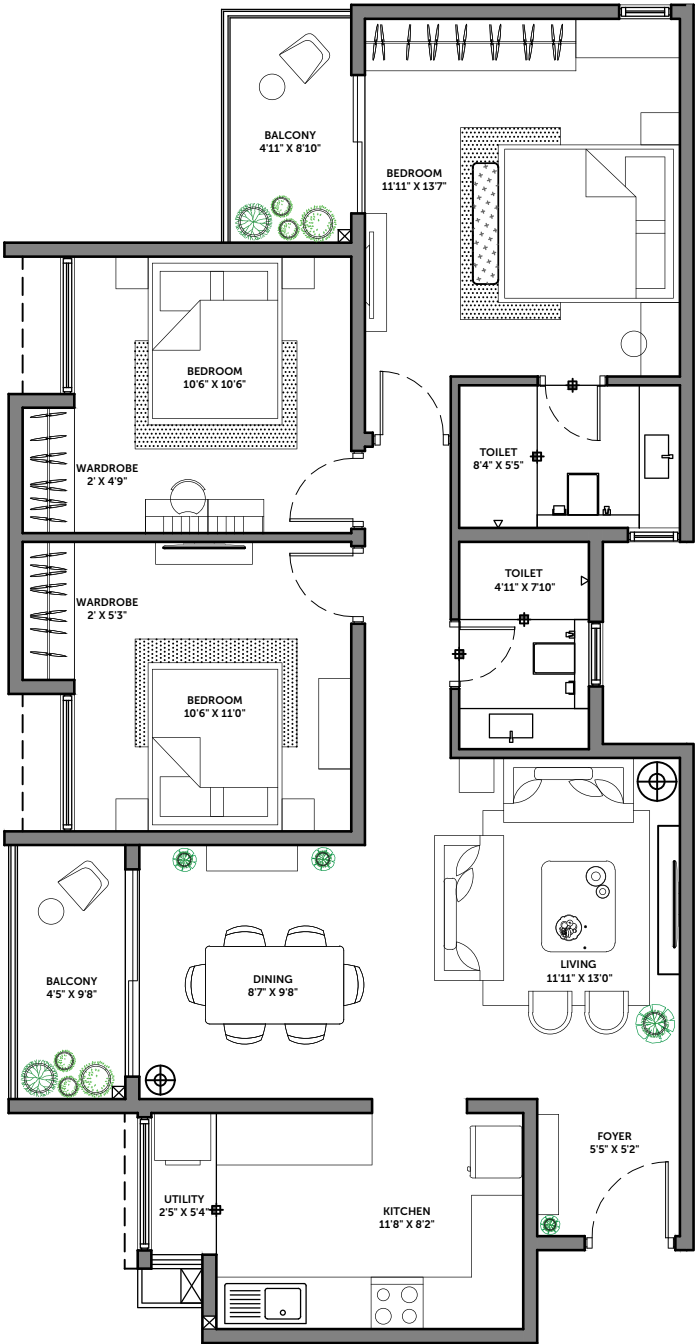 BALCONY
4'11" X 8'10"
BEDROOM
11'11" X 13'7"
BEDROOM
10'6" X 10'6"
WARDROBE
2' X 4'9"
TOILET
8'4" X 5'5"
TOILET
4'11" X 7'10"
WARDROBE
2' X 5'3"
BEDROOM
10'6" X 11'0"
LIVING
11'11" X 13'0"
DINING
8'7" X 9'8"
BALCONY
4'5" X 9'8"
FOYER
5'5" X 5'2"
UTILITY
2'5" X 5'4"
KITCHEN
11'8" X 8'2"